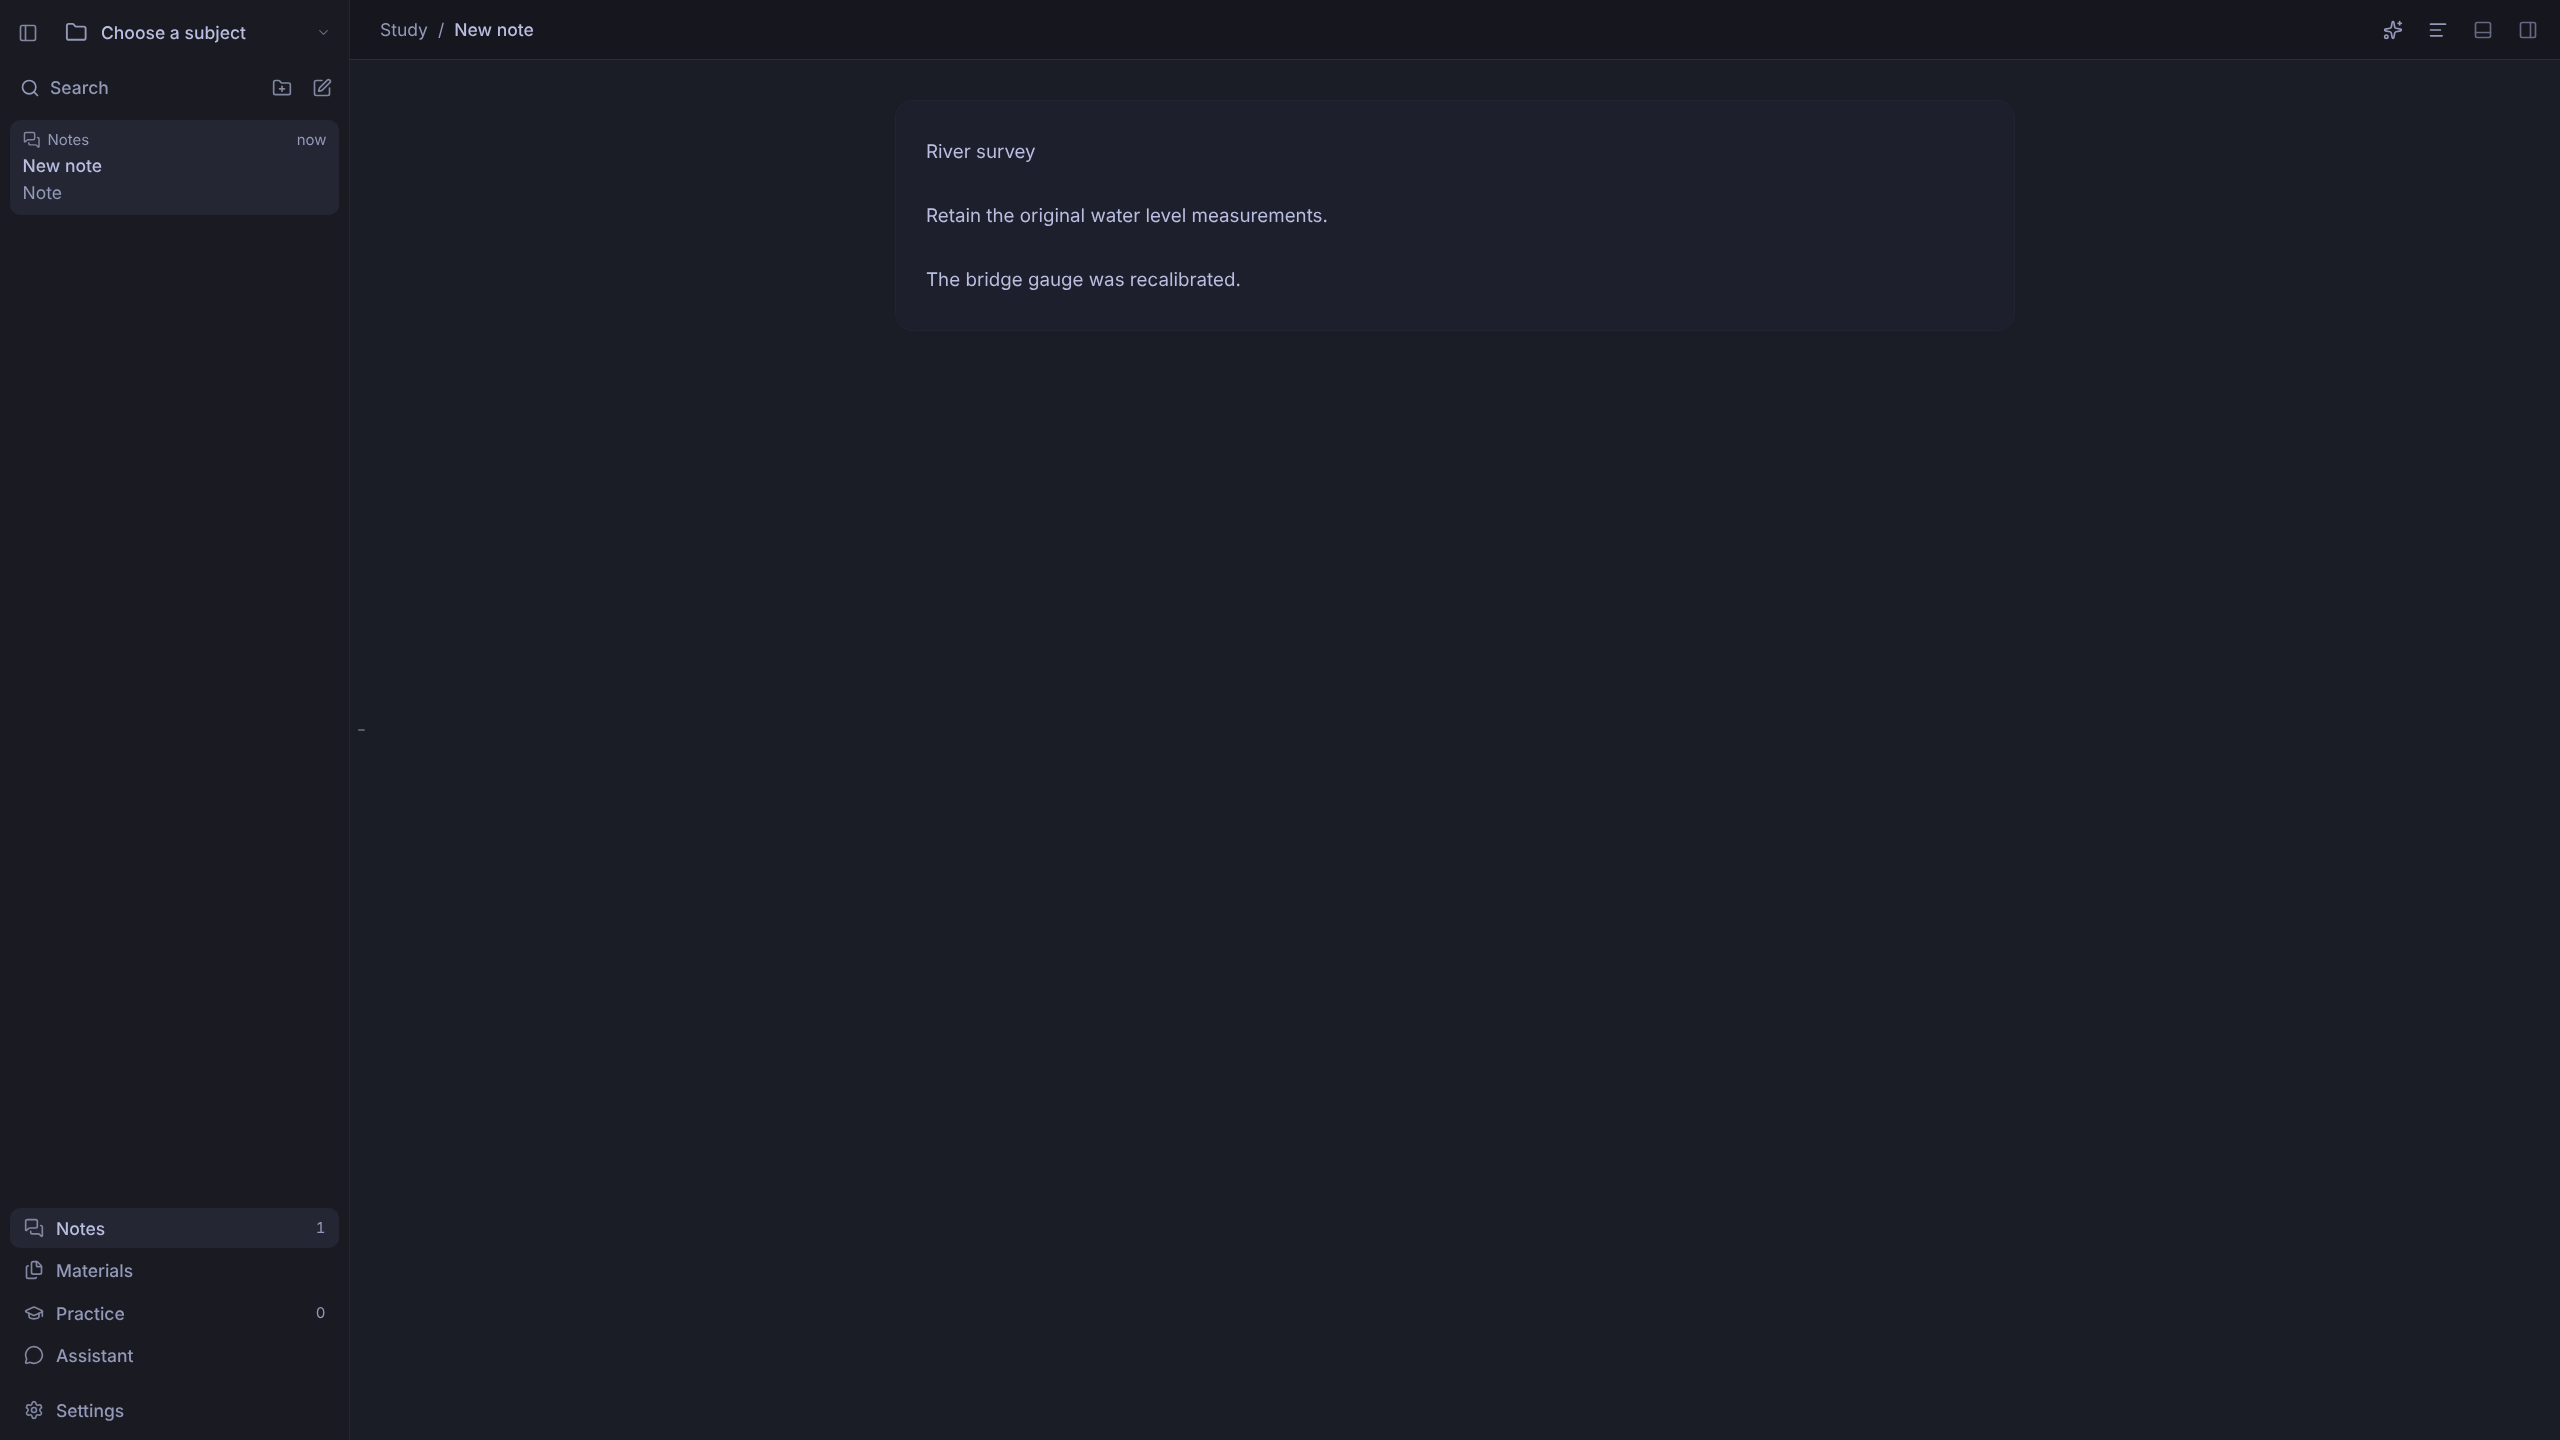 Choose a subject
Search
Notes now
New note
Note
Notes 1
Materials
Practice 0
Assistant
Settings
Study / New note
River survey
Retain the original water level measurements.
The bridge gauge was recalibrated.